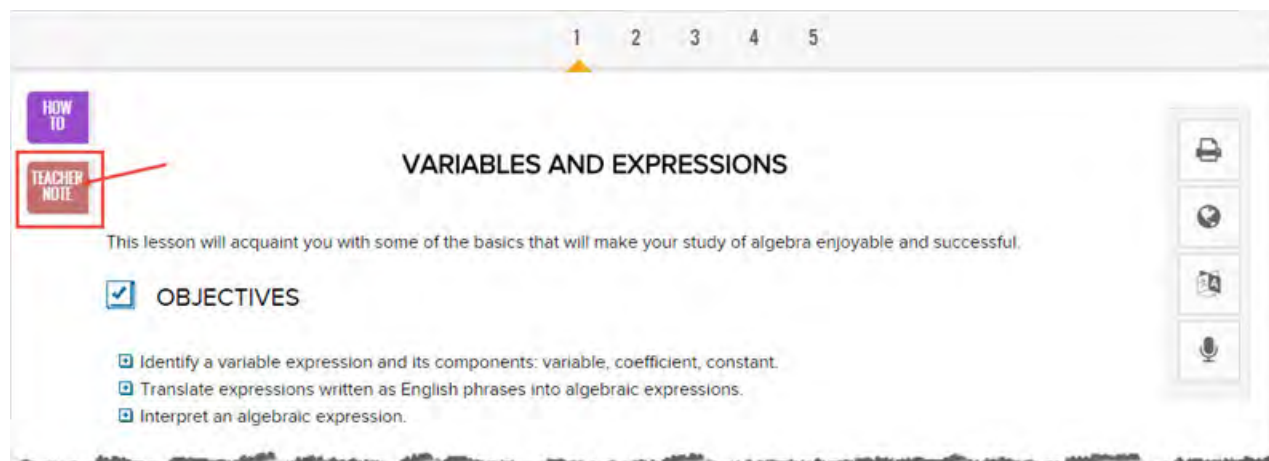 1 2 3 4 5
HOW
TO
TEACHER
NOTE
VARIABLES AND EXPRESSIONS
This lesson will acquaint you with some of the basics that will make your study of algebra enjoyable and successful.
OBJECTIVES
Identify a variable expression and its components: variable, coefficient, constant.
Translate expressions written as English phrases into algebraic expressions.
Interpret an algebraic expression.